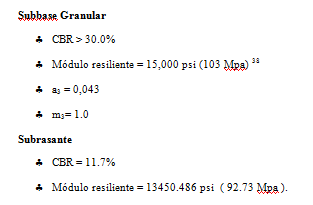 Subbase Granular
♣ CBR > 30.0%
♣ Módulo resiliente = 15,000 psi (103 Mpa) 38
♣ a3 = 0,043
♣ m3= 1.0
Subrasante
♣ CBR = 11.7%
♣ Módulo resiliente = 13450.486 psi ( 92.73 Mpa ).